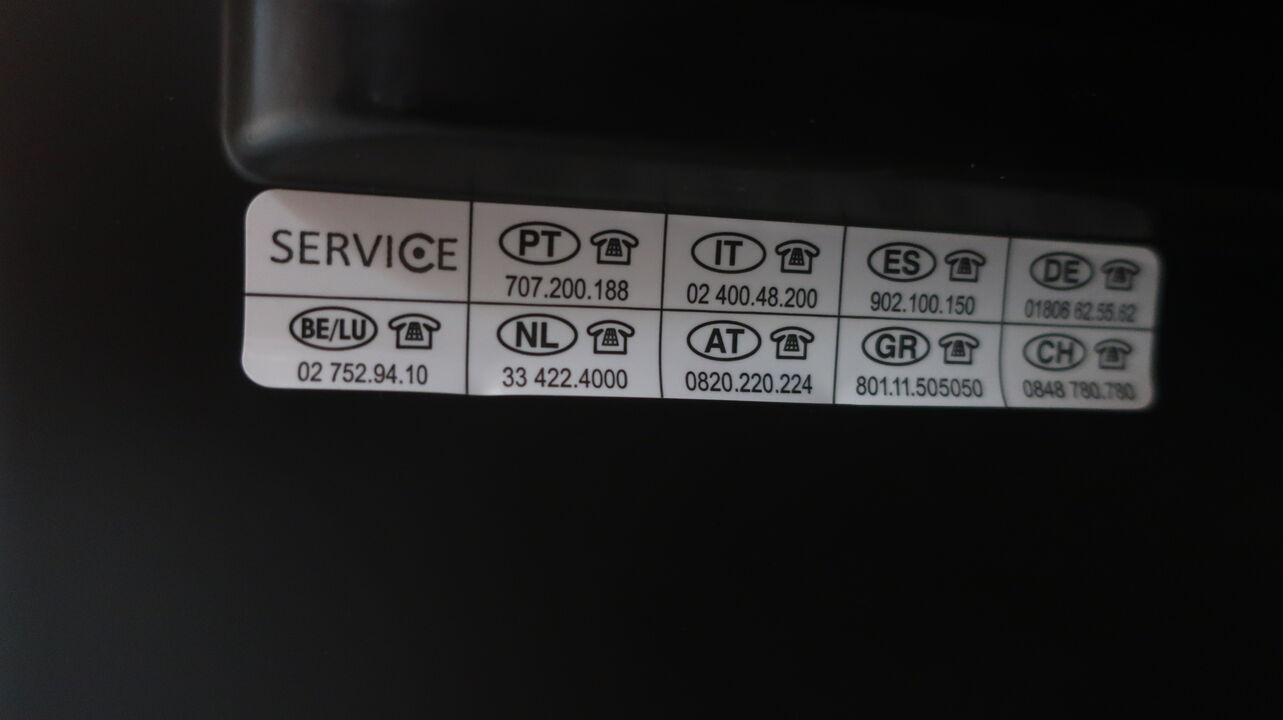 SERVICE
PT
707.200.188
IT
02 400.48.200
ES
902.100.150
DE
01806 62.55.62
BE/LU
02 752.94.10
NL
33 422.4000
AT
0820.220.224
GR
801.11.505050
CH
0848 780.780